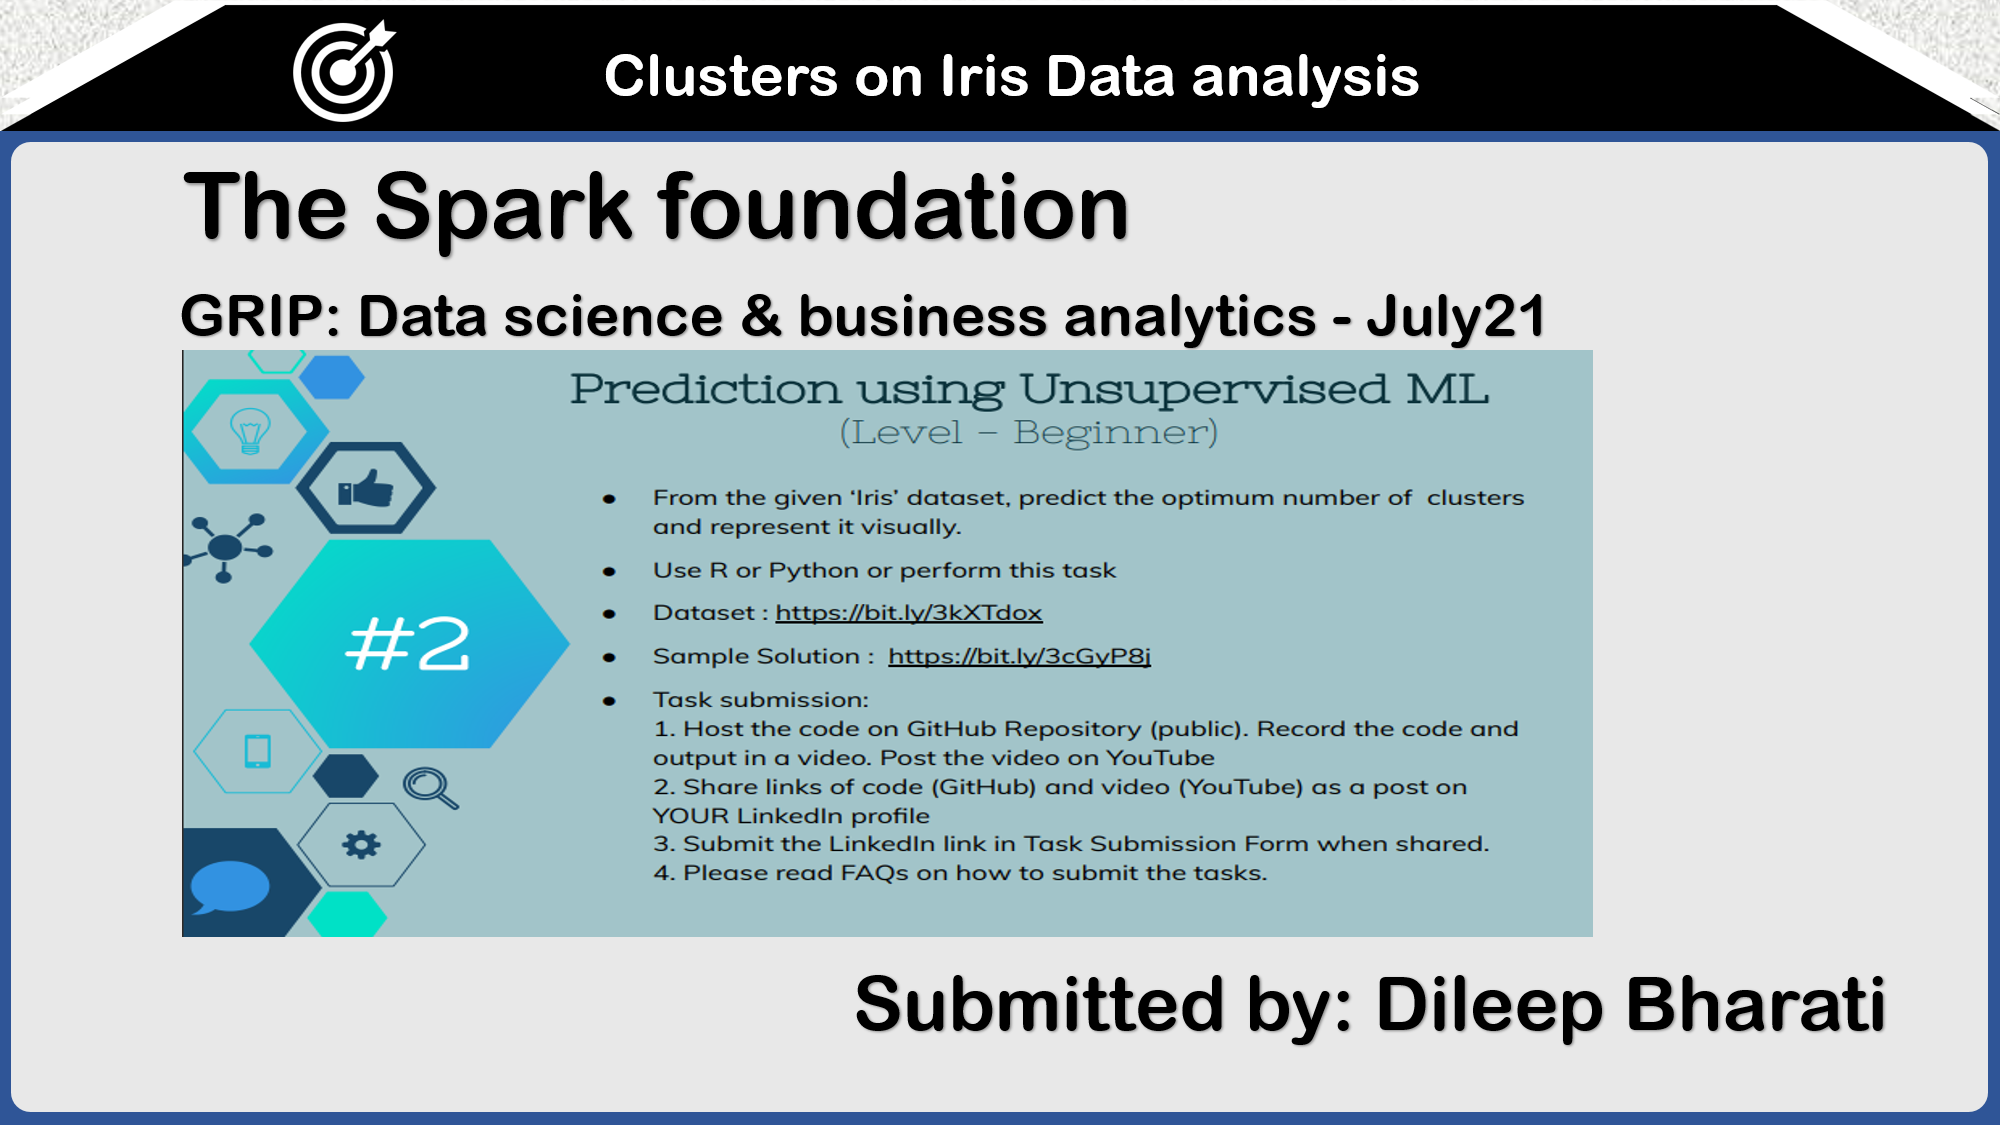 Clusters on Iris Data analysis
The Spark foundation
GRIP: Data science & business analytics - July21
Prediction using Unsupervised ML
(Level – Beginner)
#2
● From the given ‘Iris’ dataset, predict the optimum number of clusters
and represent it visually.
● Use R or Python or perform this task
● Dataset : https://bit.ly/3kXTdox
● Sample Solution : https://bit.ly/3cGyP8j
● Task submission:
1. Host the code on GitHub Repository (public). Record the code and
output in a video. Post the video on YouTube
2. Share links of code (GitHub) and video (YouTube) as a post on
YOUR LinkedIn profile
3. Submit the LinkedIn link in Task Submission Form when shared.
4. Please read FAQs on how to submit the tasks.
Submitted by: Dileep Bharati